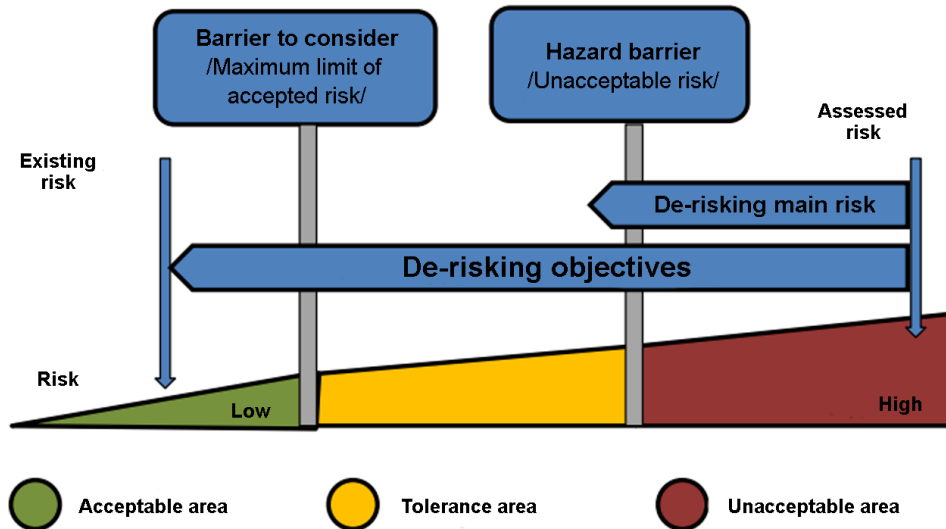 Barrier to consider
/Maximum limit of
accepted risk/
Hazard barrier
/Unacceptable risk/
Assessed
risk
Existing
risk
De-risking main risk
De-risking objectives
Risk
Low
High
Acceptable area
Tolerance area
Unacceptable area